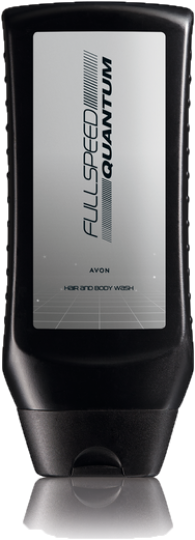 FULL SPEED
QUANTUM
AVON
HAIR AND BODY WASH